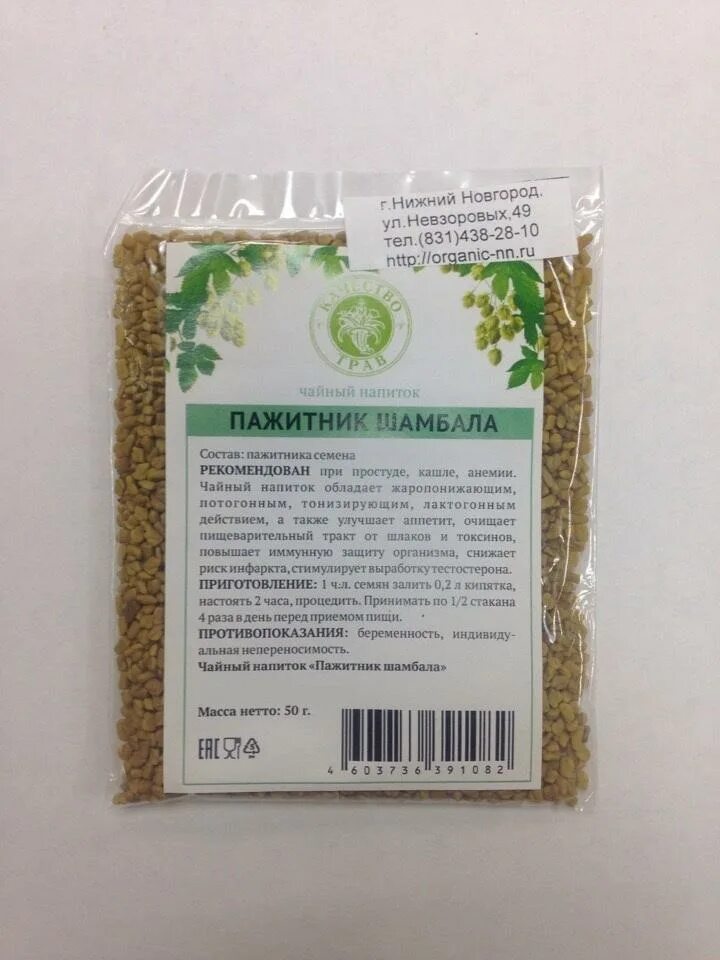 г.Нижний Новгород,
ул.Невзоровых,49
тел.(831)438-28-10
http://organic-nn.ru
КАЧЕСТВО
ТРАВ
чайный напиток
ПАЖИТНИК ШАМБАЛА
Состав: пажитника семена
РЕКОМЕНДОВАН при простуде, кашле, анемии.
Чайный напиток обладает жаропонижающим,
потогонным, тонизирующим, лактогонным
действием, а также улучшает аппетит, очищает
пищеварительный тракт от шлаков и токсинов,
повышает иммунную защиту организма, снижает
риск инфаркта, стимулирует выработку тестостерона.
ПРИГОТОВЛЕНИЕ: 1 ч.л. семян залить 0,2 л кипятка,
настоять 2 часа, процедить. Принимать по 1/2 стакана
4 раза в день перед приемом пищи.
ПРОТИВОПОКАЗАНИЯ: беременность, индивиду-
альная непереносимость.
Чайный напиток «Пажитник шамбала»
Масса нетто: 50 г.
ЕАС
4 603736 391082